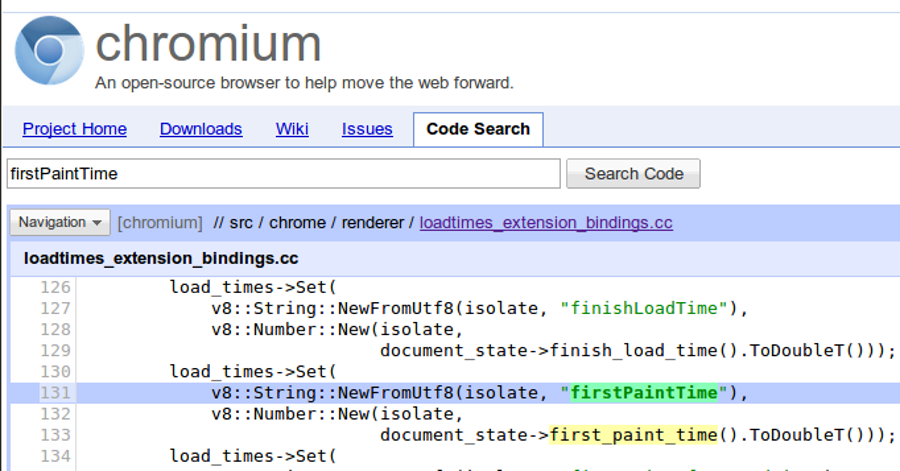 chromium
An open-source browser to help move the web forward.
Project Home Downloads Wiki Issues Code Search
firstPaintTime Search Code
Navigation [chromium] // src / chrome / renderer / loadtimes_extension_bindings.cc
loadtimes_extension_bindings.cc
126 load_times->Set(
127 v8::String::NewFromUtf8(isolate, "finishLoadTime"),
128 v8::Number::New(isolate,
129 document_state->finish_load_time().ToDoubleT()));
130 load_times->Set(
131 v8::String::NewFromUtf8(isolate, "firstPaintTime"),
132 v8::Number::New(isolate,
133 document_state->first_paint_time().ToDoubleT()));
134 load_times->Set(